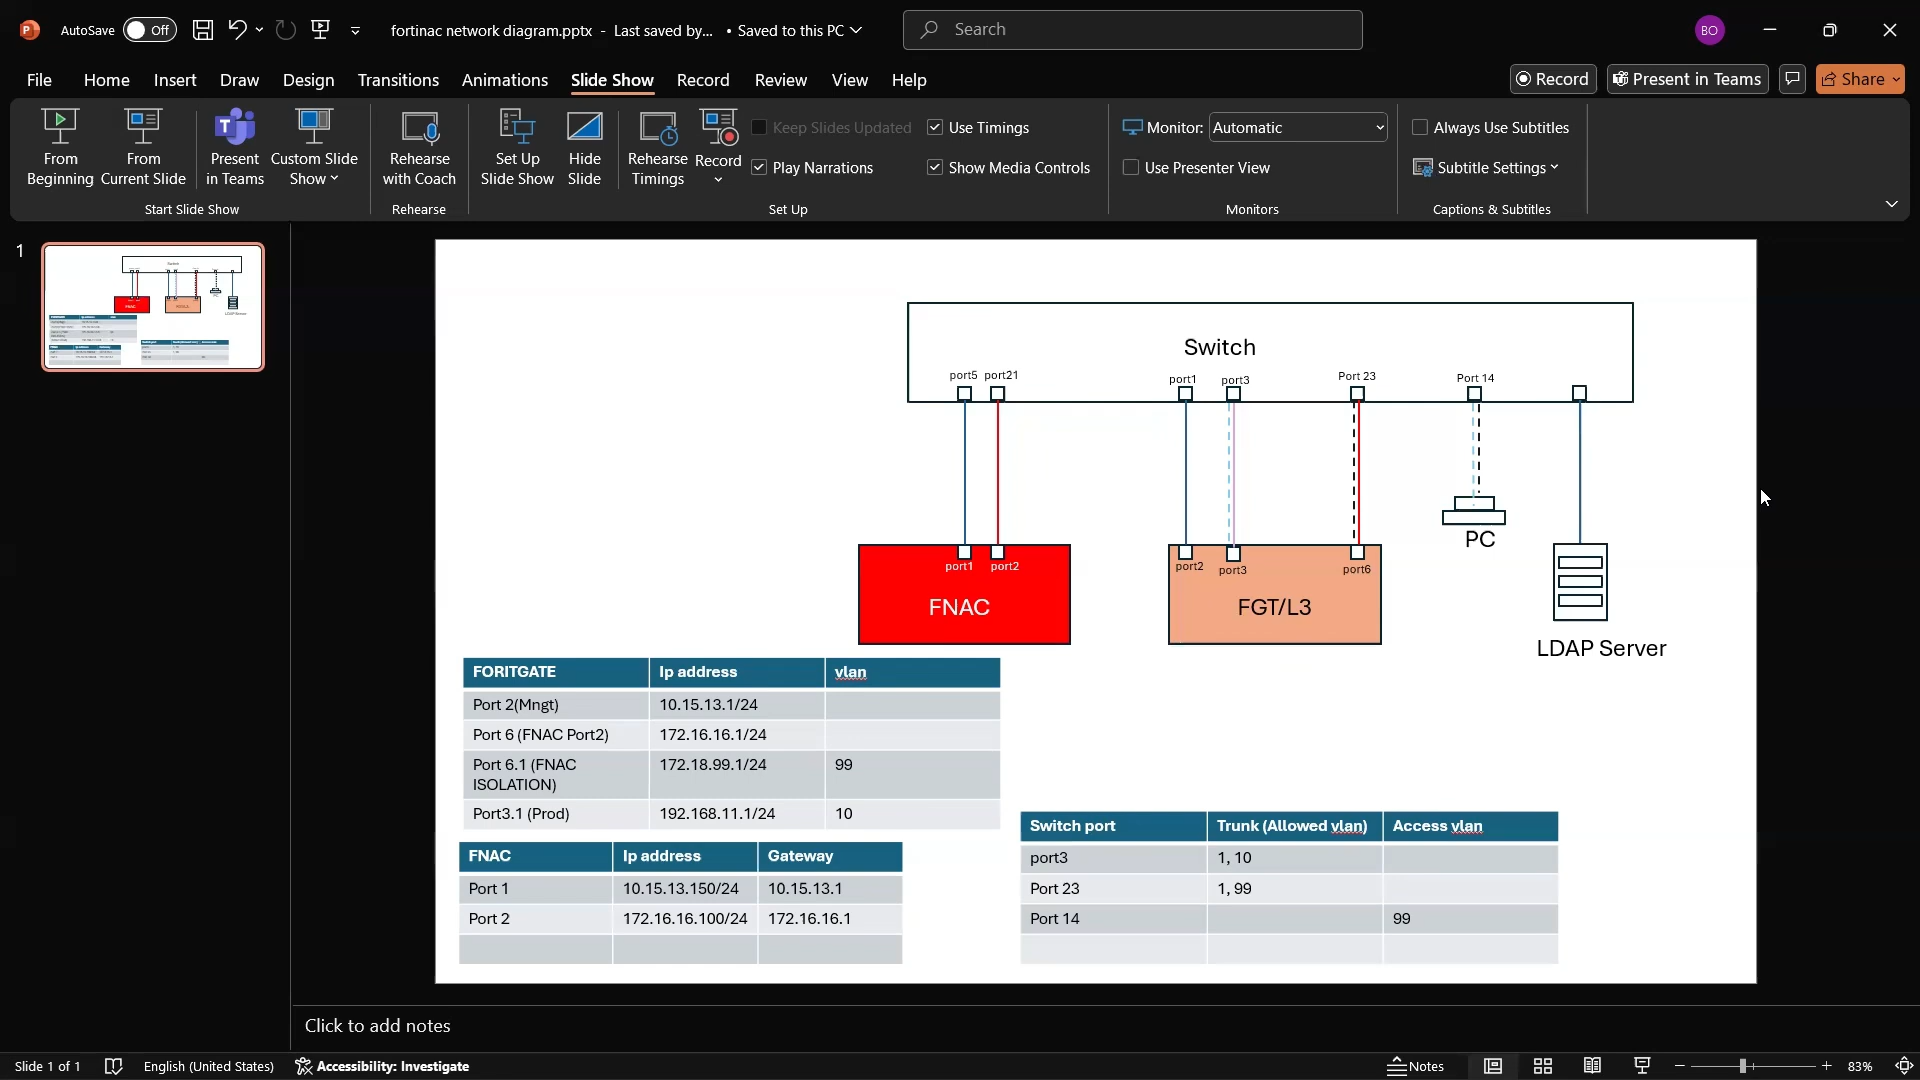 AutoSave Off fortinac network diagram.pptx - Last saved by... • Saved to this PC Search BO
File Home Insert Draw Design Transitions Animations Slide Show Record Review View Help Record Present in Teams Share
From Beginning
From Current Slide
Present in Teams
Custom Slide Show
Start Slide Show
Rehearse with Coach
Rehearse
Set Up Slide Show
Hide Slide
Rehearse Timings
Record
Keep Slides Updated
Play Narrations
Use Timings
Show Media Controls
Set Up
Monitor: Automatic
Use Presenter View
Monitors
Always Use Subtitles
Subtitle Settings
Captions & Subtitles
1
Switch
port5 port21 port1 port3 Port 23 Port 14
port1 port2 port2 port3 port6
FNAC
FGT/L3
PC
LDAP Server
FORITGATE Ip address vlan
Port 2(Mngt) 10.15.13.1/24
Port 6 (FNAC Port2) 172.16.16.1/24
Port 6.1 (FNAC ISOLATION) 172.18.99.1/24 99
Port3.1 (Prod) 192.168.11.1/24 10
FNAC Ip address Gateway
Port 1 10.15.13.150/24 10.15.13.1
Port 2 172.16.16.100/24 172.16.16.1
Switch port Trunk (Allowed vlan) Access vlan
port3 1, 10
Port 23 1, 99
Port 14 99
Click to add notes
Slide 1 of 1 English (United States) Accessibility: Investigate Notes 83%